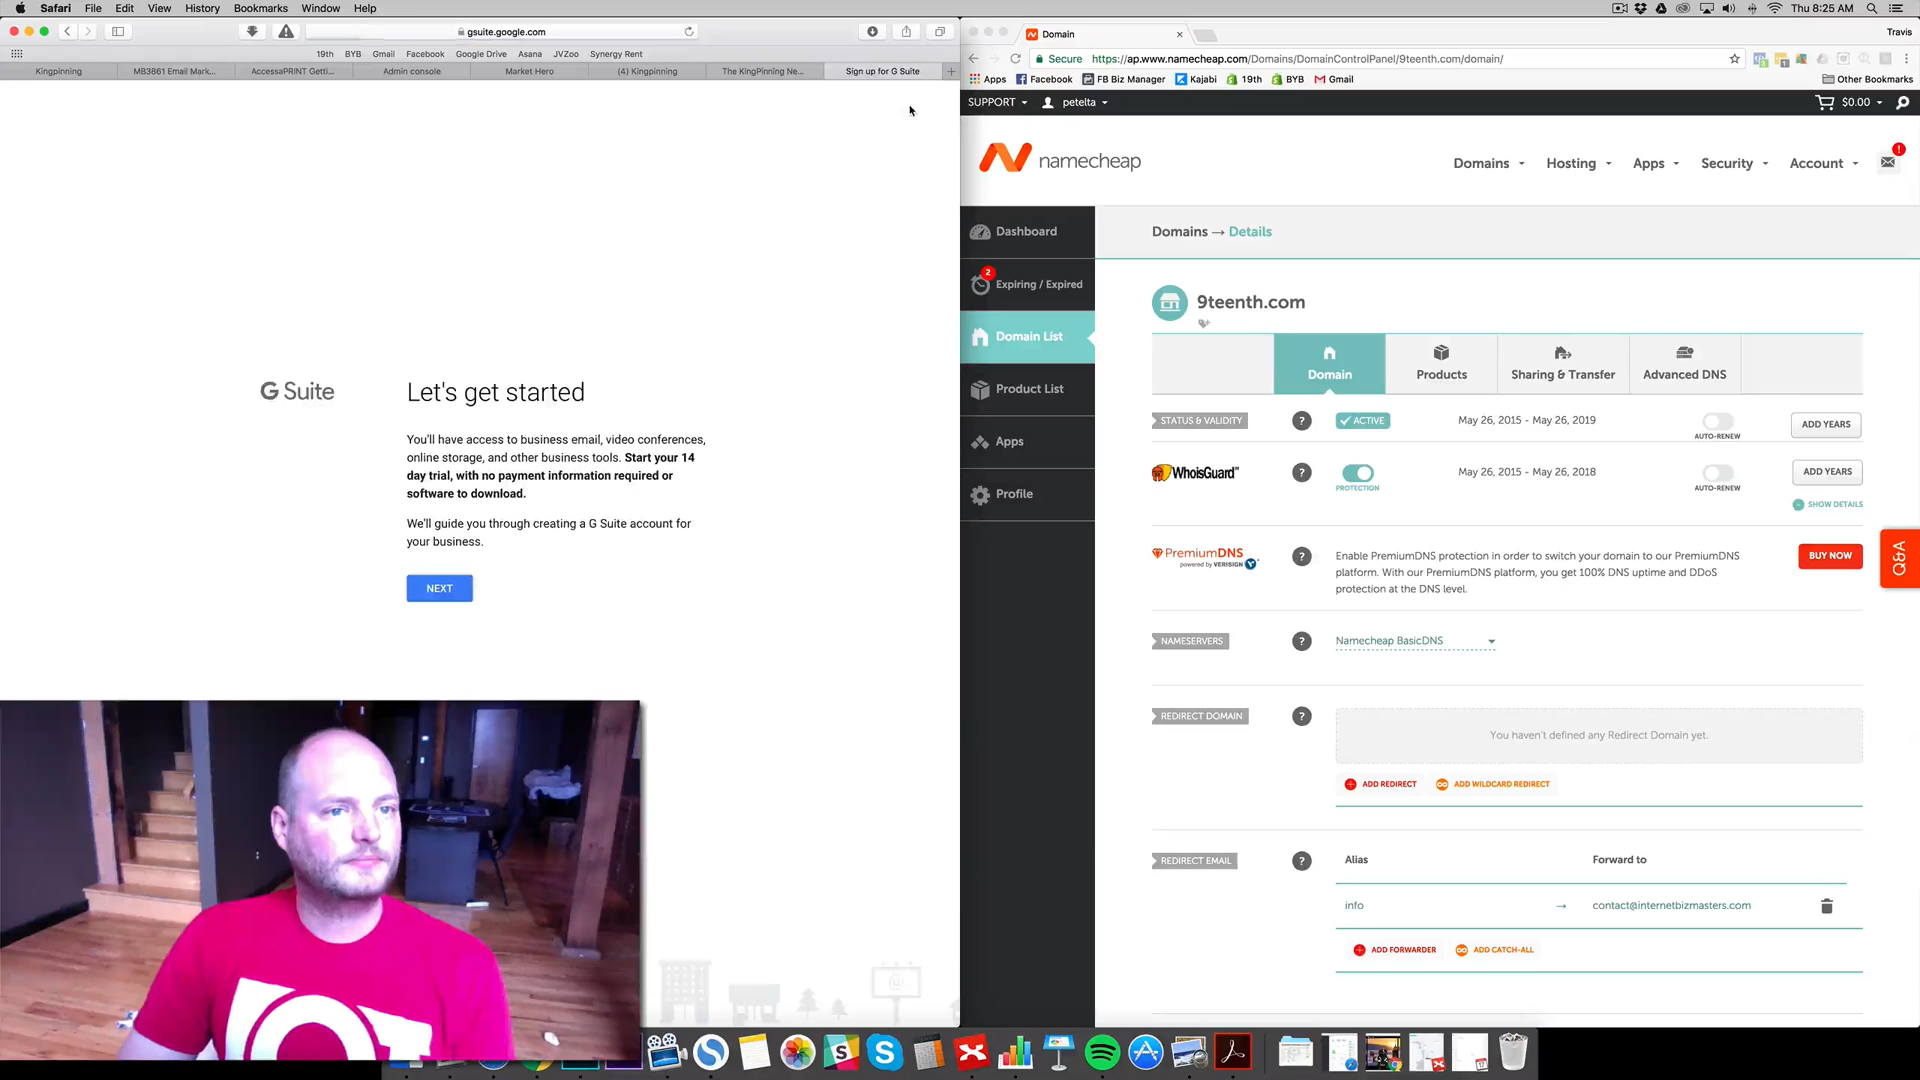 Safari File Edit View History Bookmarks Window Help
Thu 8:25 AM
gsuite.google.com
19th BYB Gmail Facebook Google Drive Asana JVZoo Synergy Rent
Kingpinning MB3861 Email Mark... AccessaPRINT Getti... Admin console Market Hero (4) Kingpinning The KingPinning Ne... Sign up for G Suite
G Suite
Let's get started
You'll have access to business email, video conferences,
online storage, and other business tools. Start your 14
day trial, with no payment information required or
software to download.
We'll guide you through creating a G Suite account for
your business.
NEXT
Domain
Travis
Secure https://ap.www.namecheap.com/Domains/DomainControlPanel/9teenth.com/domain/
Apps Facebook FB Biz Manager Kajabi 19th BYB Gmail Other Bookmarks
SUPPORT petelta $0.00
namecheap
Domains Hosting Apps Security Account !
Dashboard
2
Expiring / Expired
Domain List
Product List
Apps
Profile
Domains → Details
9teenth.com
Domain Products Sharing & Transfer Advanced DNS
STATUS & VALIDITY ? ACTIVE May 26, 2015 - May 26, 2019 AUTO-RENEW ADD YEARS
WhoisGuard ? PROTECTION May 26, 2015 - May 26, 2018 AUTO-RENEW ADD YEARS
SHOW DETAILS
PremiumDNS
powered by VERISIGN
?
Enable PremiumDNS protection in order to switch your domain to our PremiumDNS
platform. With our PremiumDNS platform, you get 100% DNS uptime and DDoS
protection at the DNS level.
BUY NOW
Q&A
NAMESERVERS ? Namecheap BasicDNS
REDIRECT DOMAIN ? You haven't defined any Redirect Domain yet.
ADD REDIRECT ADD WILDCARD REDIRECT
REDIRECT EMAIL ? Alias Forward to
info → contact@internetbizmasters.com
ADD FORWARDER ADD CATCH-ALL